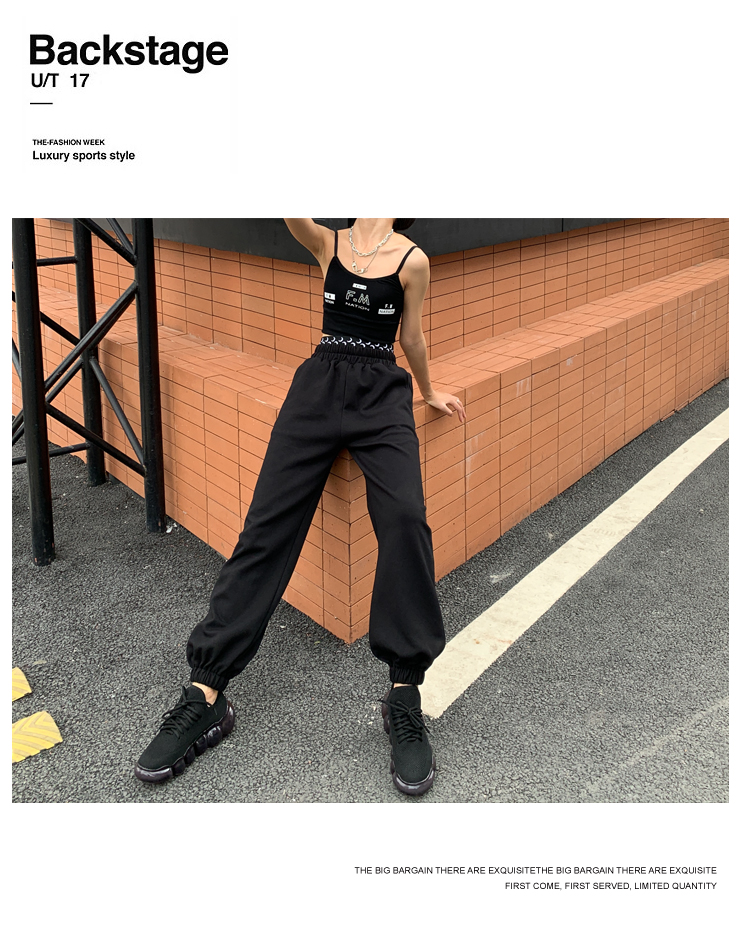 Backstage
U/T 17
THE-FASHION WEEK
Luxury sports style
F.M
NATION
THE BIG BARGAIN THERE ARE EXQUISITETHE BIG BARGAIN THERE ARE EXQUISITE
FIRST COME, FIRST SERVED, LIMITED QUANTITY